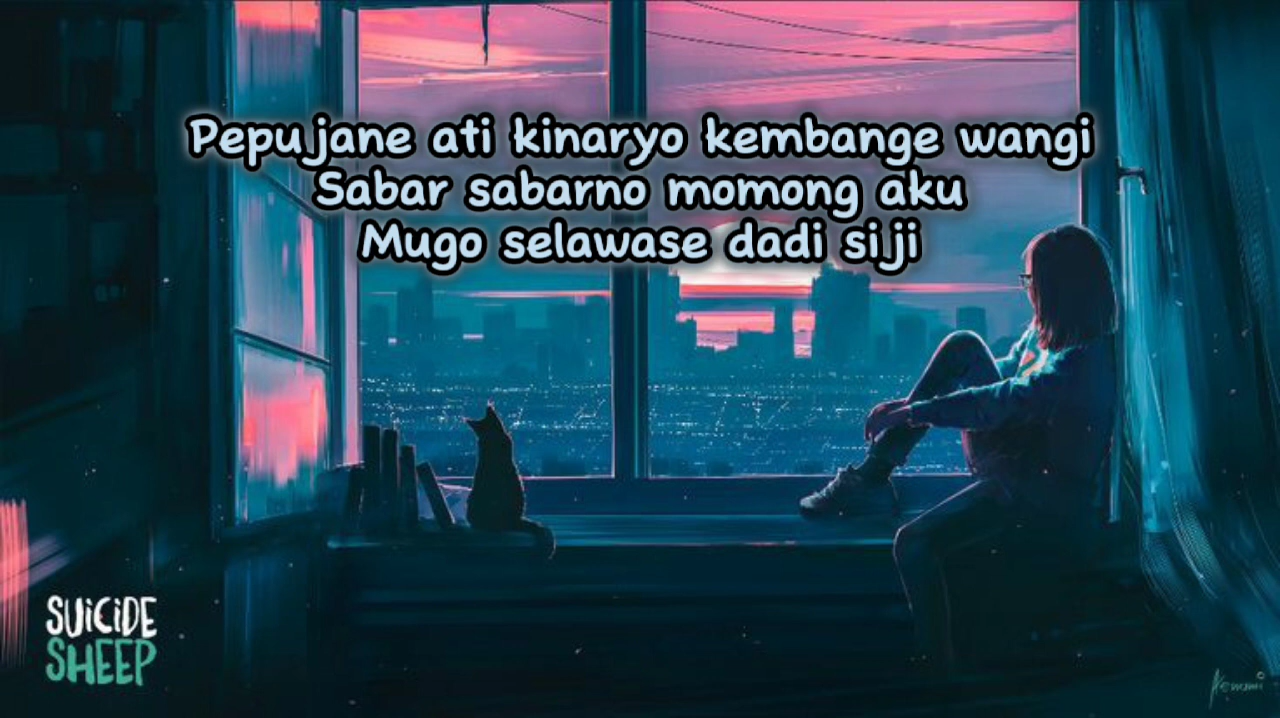 Pepujane ati kinaryo kembange wangi
Sabar sabarno momong aku
Mugo selawase dadi siji
SUiCiDE
SHEEP